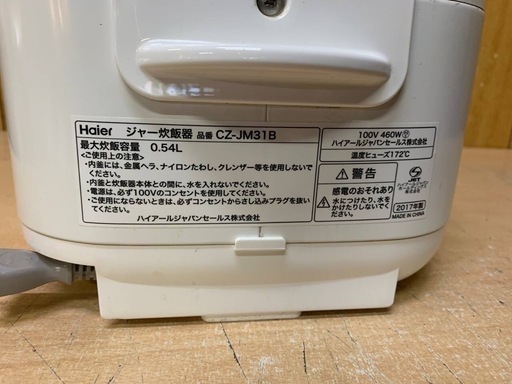 Haier ジャー炊飯器 品番 CZ-JM31B
最大炊飯容量 0.54L
<ご使用上の注意>
・内釜には、金属ヘラ、ナイロンたわし、クレンザー等を使用しないでください。
・内釜と炊飯器本体との間に、水を入れないでください。
・電源は、必ず100Vのコンセントを使用してください。
・ご使用にならないときは、コンセントからさし込みプラグを抜いてください。
ハイアールジャパンセールス株式会社
100V 460W
ハイアールジャパンセールス株式会社
温度ヒューズ172℃
警告
感電のおそれあり
水につけたり、水をかけたりしないでください。
JET
2017年製
MADE IN CHINA